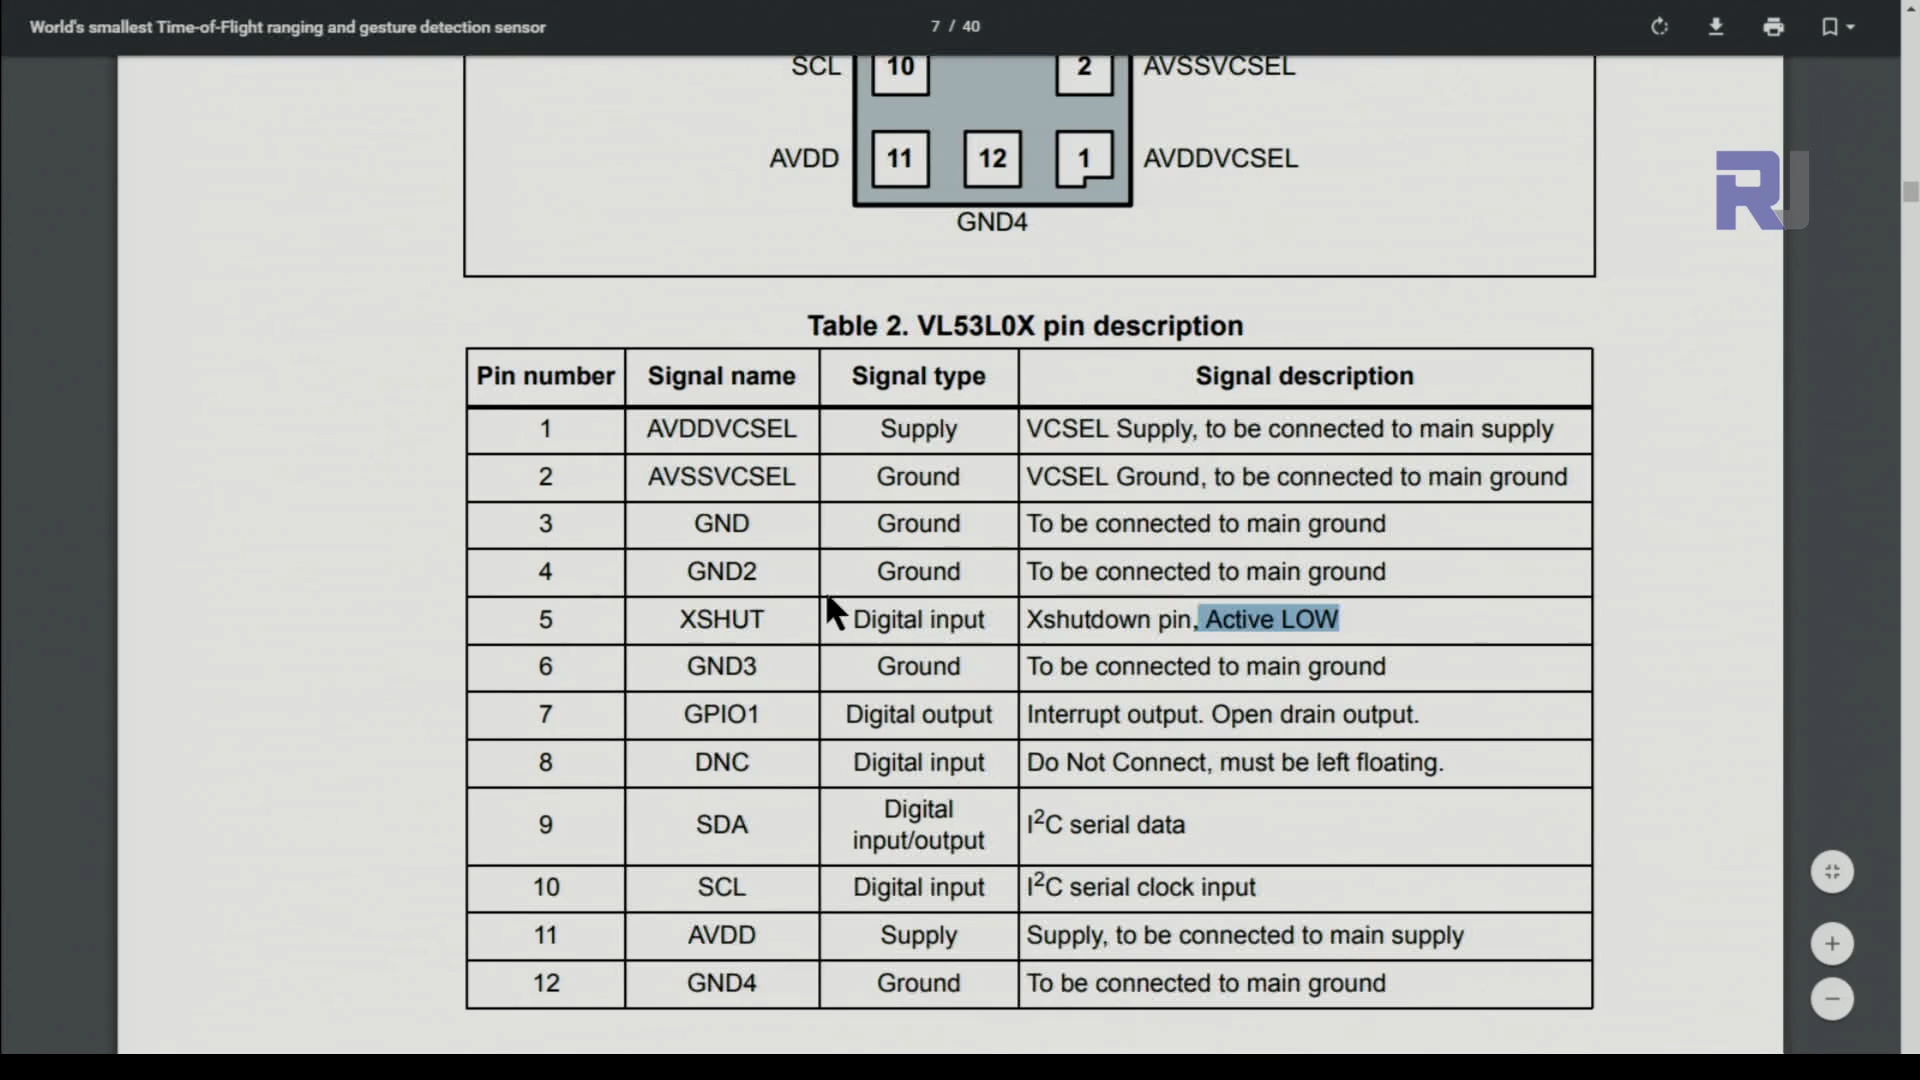 World's smallest Time-of-Flight ranging and gesture detection sensor
7 / 40
SCL 10 2 AVSSVCSEL
AVDD 11 12 1 AVDDVCSEL
GND4
RJ
Table 2. VL53L0X pin description
Pin number Signal name Signal type Signal description
1 AVDDVCSEL Supply VCSEL Supply, to be connected to main supply
2 AVSSVCSEL Ground VCSEL Ground, to be connected to main ground
3 GND Ground To be connected to main ground
4 GND2 Ground To be connected to main ground
5 XSHUT Digital input Xshutdown pin, Active LOW
6 GND3 Ground To be connected to main ground
7 GPIO1 Digital output Interrupt output. Open drain output.
8 DNC Digital input Do Not Connect, must be left floating.
9 SDA Digital input/output I²C serial data
10 SCL Digital input I²C serial clock input
11 AVDD Supply Supply, to be connected to main supply
12 GND4 Ground To be connected to main ground